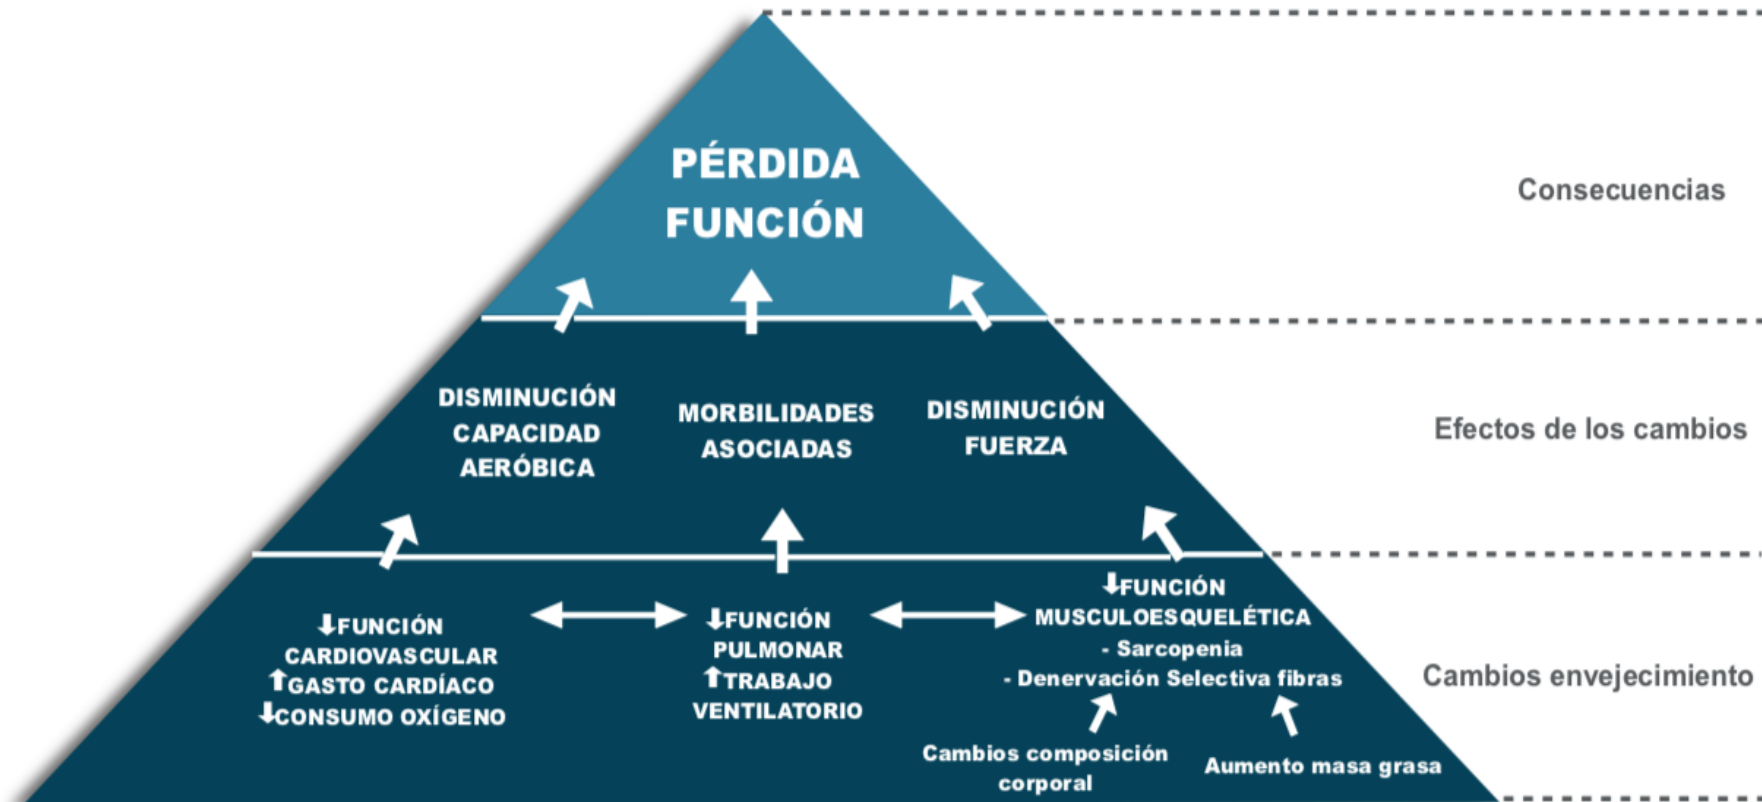 PÉRDIDA
FUNCIÓN
Consecuencias
DISMINUCIÓN
CAPACIDAD
AERÓBICA
MORBILIDADES
ASOCIADAS
DISMINUCIÓN
FUERZA
Efectos de los cambios
⬇FUNCIÓN
CARDIOVASCULAR
⬆GASTO CARDÍACO
⬇CONSUMO OXÍGENO
⬇FUNCIÓN
PULMONAR
⬆TRABAJO
VENTILATORIO
⬇FUNCIÓN
MUSCULOESQUELÉTICA
- Sarcopenia
- Denervación Selectiva fibras
Cambios composición
corporal
Aumento masa grasa
Cambios envejecimiento